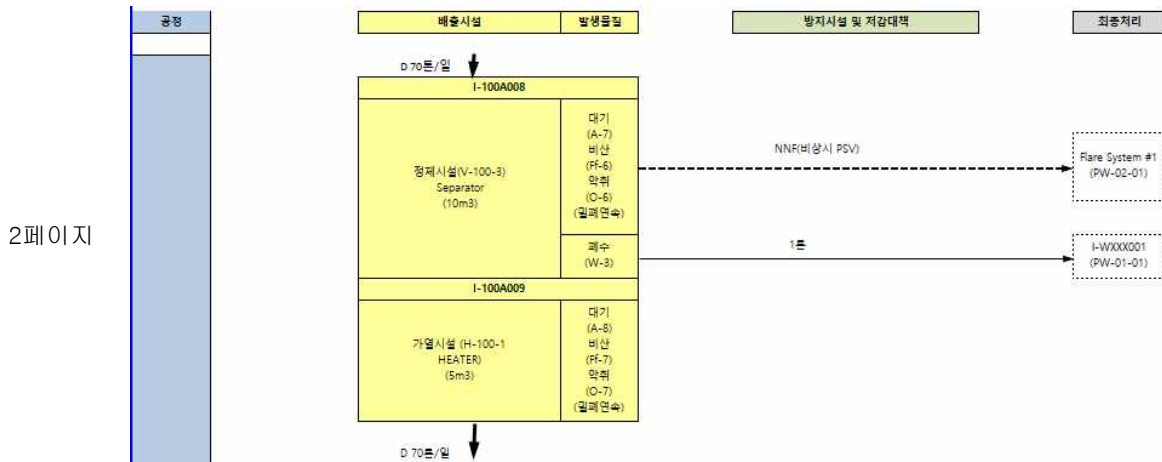 공정
배출시설
발생물질
방지시설 및 저감대책
최종처리
D 70톤/일
I-100A008
정제시설(V-100-3)
Separator
(10m3)
대기
(A-7)
비산
(Ff-6)
악취
(O-6)
(밀폐연속)
NNF(비상시 PSV)
Flare System #1
(PW-02-01)
2페이지
폐수
(W-3)
1톤
I-WXXX001
(PW-01-01)
I-100A009
가열시설 (H-100-1
HEATER)
(5m3)
대기
(A-8)
비산
(Ff-7)
악취
(O-7)
(밀폐연속)
D 70톤/일